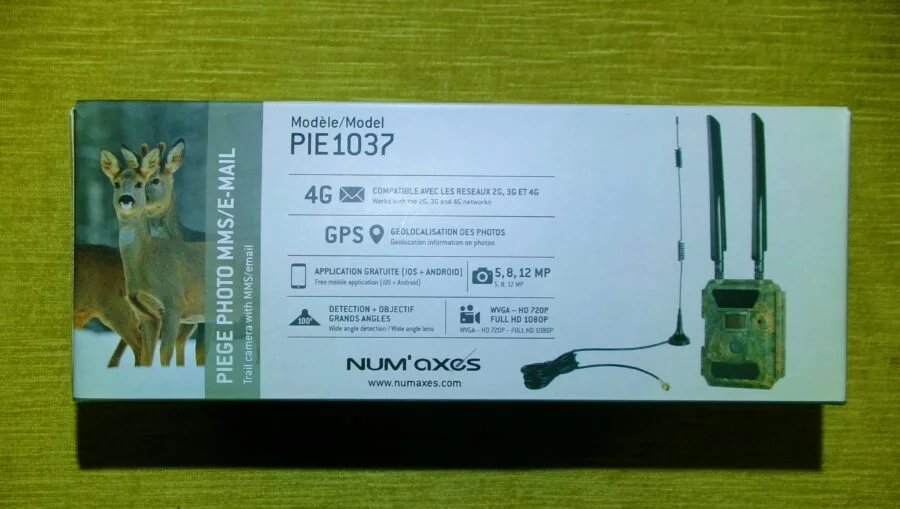 PIEGE PHOTO MMS/E-MAIL
Trail camera with MMS/email
Modèle/Model
PIE1037
4G
COMPATIBLE AVEC LES RESEAUX 2G, 3G ET 4G
Works with the 2G, 3G and 4G networks
GPS
GEOLOCALISATION DES PHOTOS
Geolocation information on photos
APPLICATION GRATUITE [IOS + ANDROID]
Free mobile application [iOS + Android]
5, 8, 12 MP
5, 8, 12 MP
100°
DETECTION + OBJECTIF
GRANDS ANGLES
Wide angle detection / Wide angle lens
WVGA – HD 720P
FULL HD 1080P
WVGA – HD 720P – FULL HD 1080P
NUM'axes
www.numaxes.com